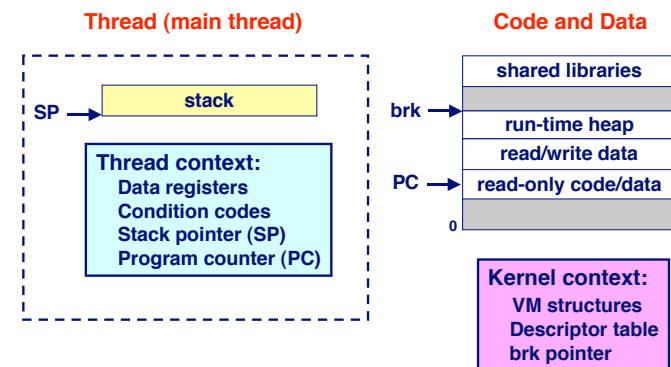 Thread (main thread)
stack
SP
Thread context:
Data registers
Condition codes
Stack pointer (SP)
Program counter (PC)
Code and Data
shared libraries
brk
run-time heap
read/write data
PC
read-only code/data
0
Kernel context:
VM structures
Descriptor table
brk pointer